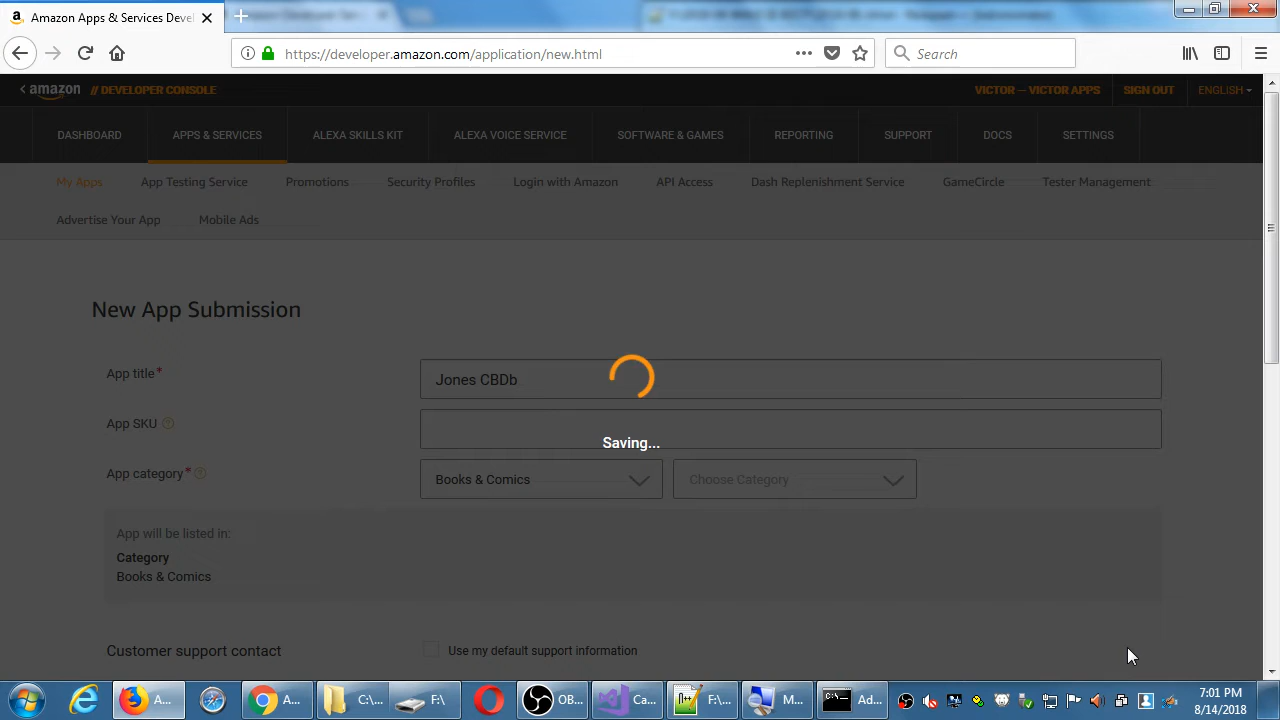 Amazon Apps & Services Devel
https://developer.amazon.com/application/new.html
Search
amazon // DEVELOPER CONSOLE
VICTOR — VICTOR APPS
SIGN OUT
ENGLISH
DASHBOARD
APPS & SERVICES
ALEXA SKILLS KIT
ALEXA VOICE SERVICE
SOFTWARE & GAMES
REPORTING
SUPPORT
DOCS
SETTINGS
My Apps
App Testing Service
Promotions
Security Profiles
Login with Amazon
API Access
Dash Replenishment Service
GameCircle
Tester Management
Advertise Your App
Mobile Ads
New App Submission
App title*
Jones CBDb
App SKU
Saving...
App category*
Books & Comics
Choose Category
App will be listed in:
Category
Books & Comics
Customer support contact
Use my default support information
A...
A...
C:\...
F:\
OB...
Ca...
F:\...
M...
Ad...
7:01 PM
8/14/2018